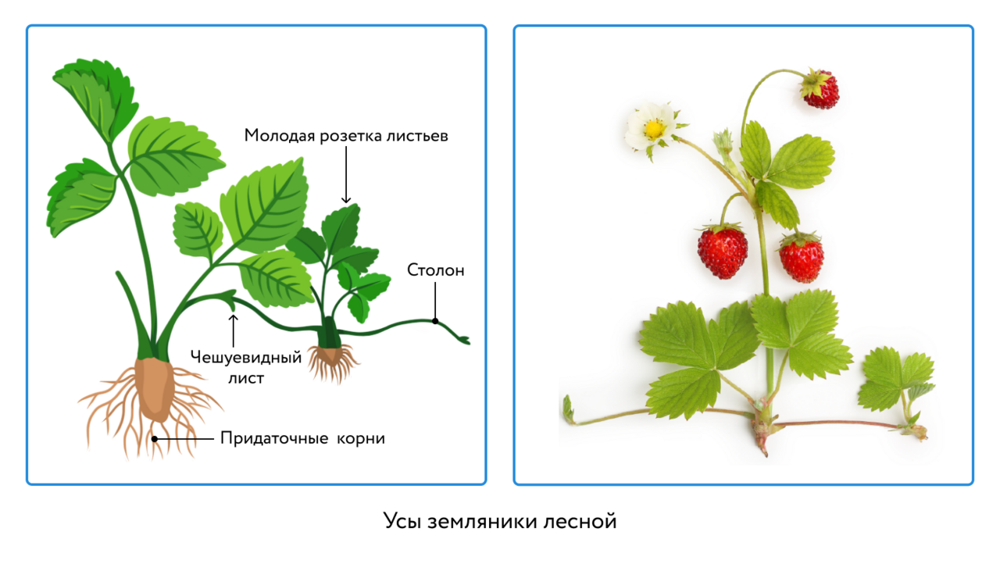 Молодая розетка листьев
Столон
Чешуевидный
лист
Придаточные корни
Усы земляники лесной